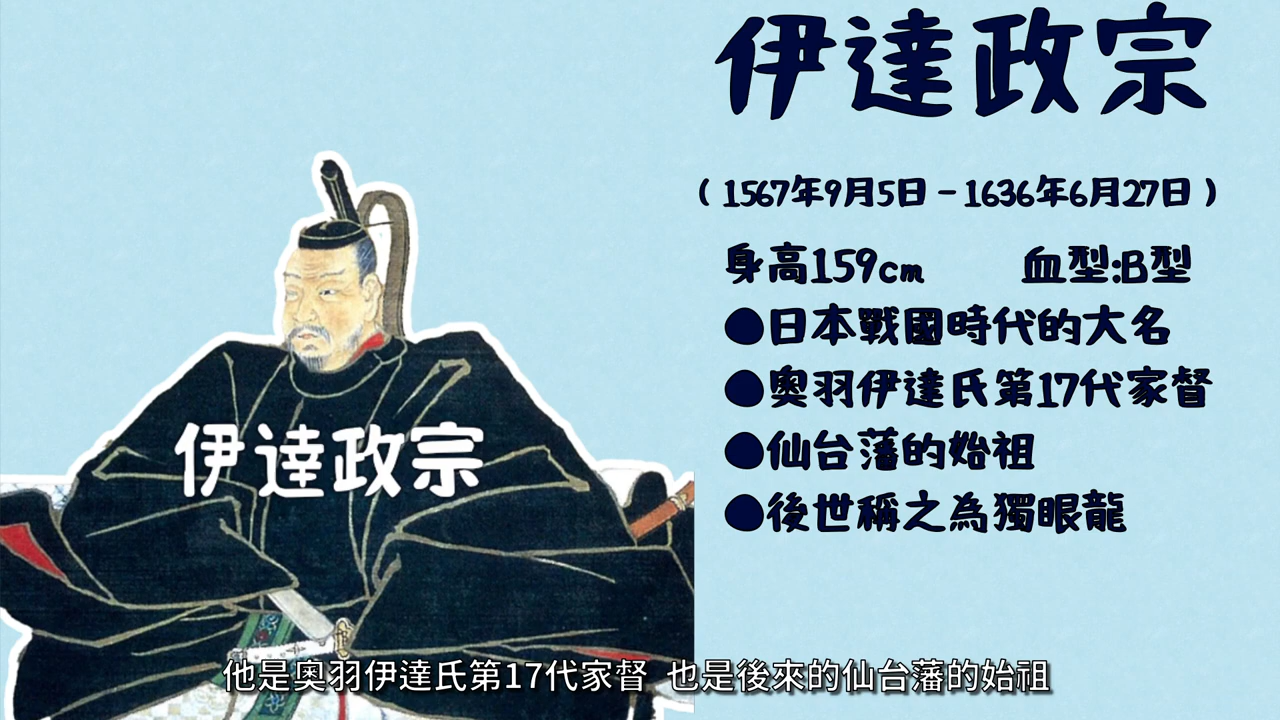 伊達政宗
（1567年9月5日－1636年6月27日）
身高159cm 血型:B型
●日本戰國時代的大名
●奧羽伊達氏第17代家督
●仙台藩的始祖
●後世稱之為獨眼龍
伊達政宗
他是奧羽伊達氏第17代家督 也是後來的仙台藩的始祖